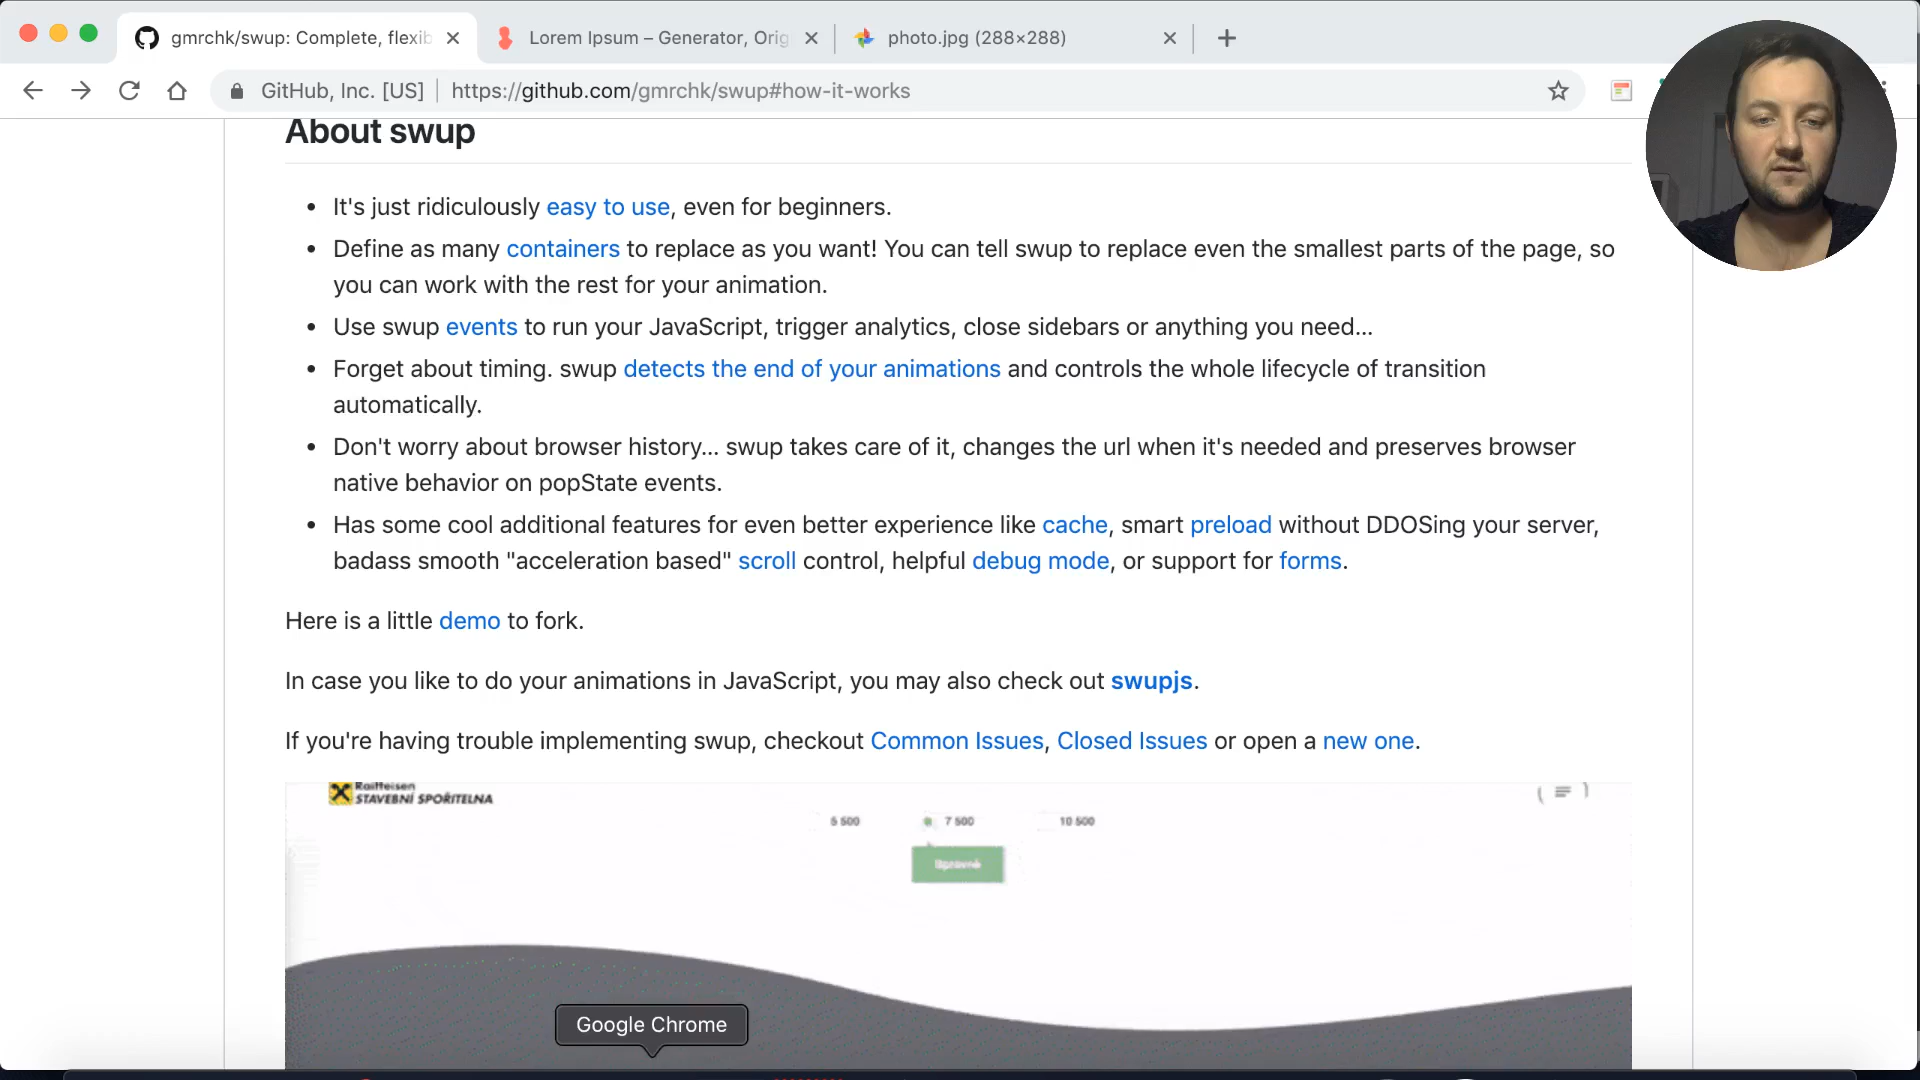 gmrchk/swup: Complete, flexib
Lorem Ipsum – Generator, Orig
photo.jpg (288×288)
GitHub, Inc. [US]
https://github.com/gmrchk/swup#how-it-works
About swup
It's just ridiculously easy to use, even for beginners.
Define as many containers to replace as you want! You can tell swup to replace even the smallest parts of the page, so
you can work with the rest for your animation.
Use swup events to run your JavaScript, trigger analytics, close sidebars or anything you need...
Forget about timing. swup detects the end of your animations and controls the whole lifecycle of transition
automatically.
Don't worry about browser history... swup takes care of it, changes the url when it's needed and preserves browser
native behavior on popState events.
Has some cool additional features for even better experience like cache, smart preload without DDOSing your server,
badass smooth "acceleration based" scroll control, helpful debug mode, or support for forms.
Here is a little demo to fork.
In case you like to do your animations in JavaScript, you may also check out swupjs.
If you're having trouble implementing swup, checkout Common Issues, Closed Issues or open a new one.
Raiffeisen
STAVEBNÍ SPOŘITELNA
5 500
7 500
10 500
Google Chrome